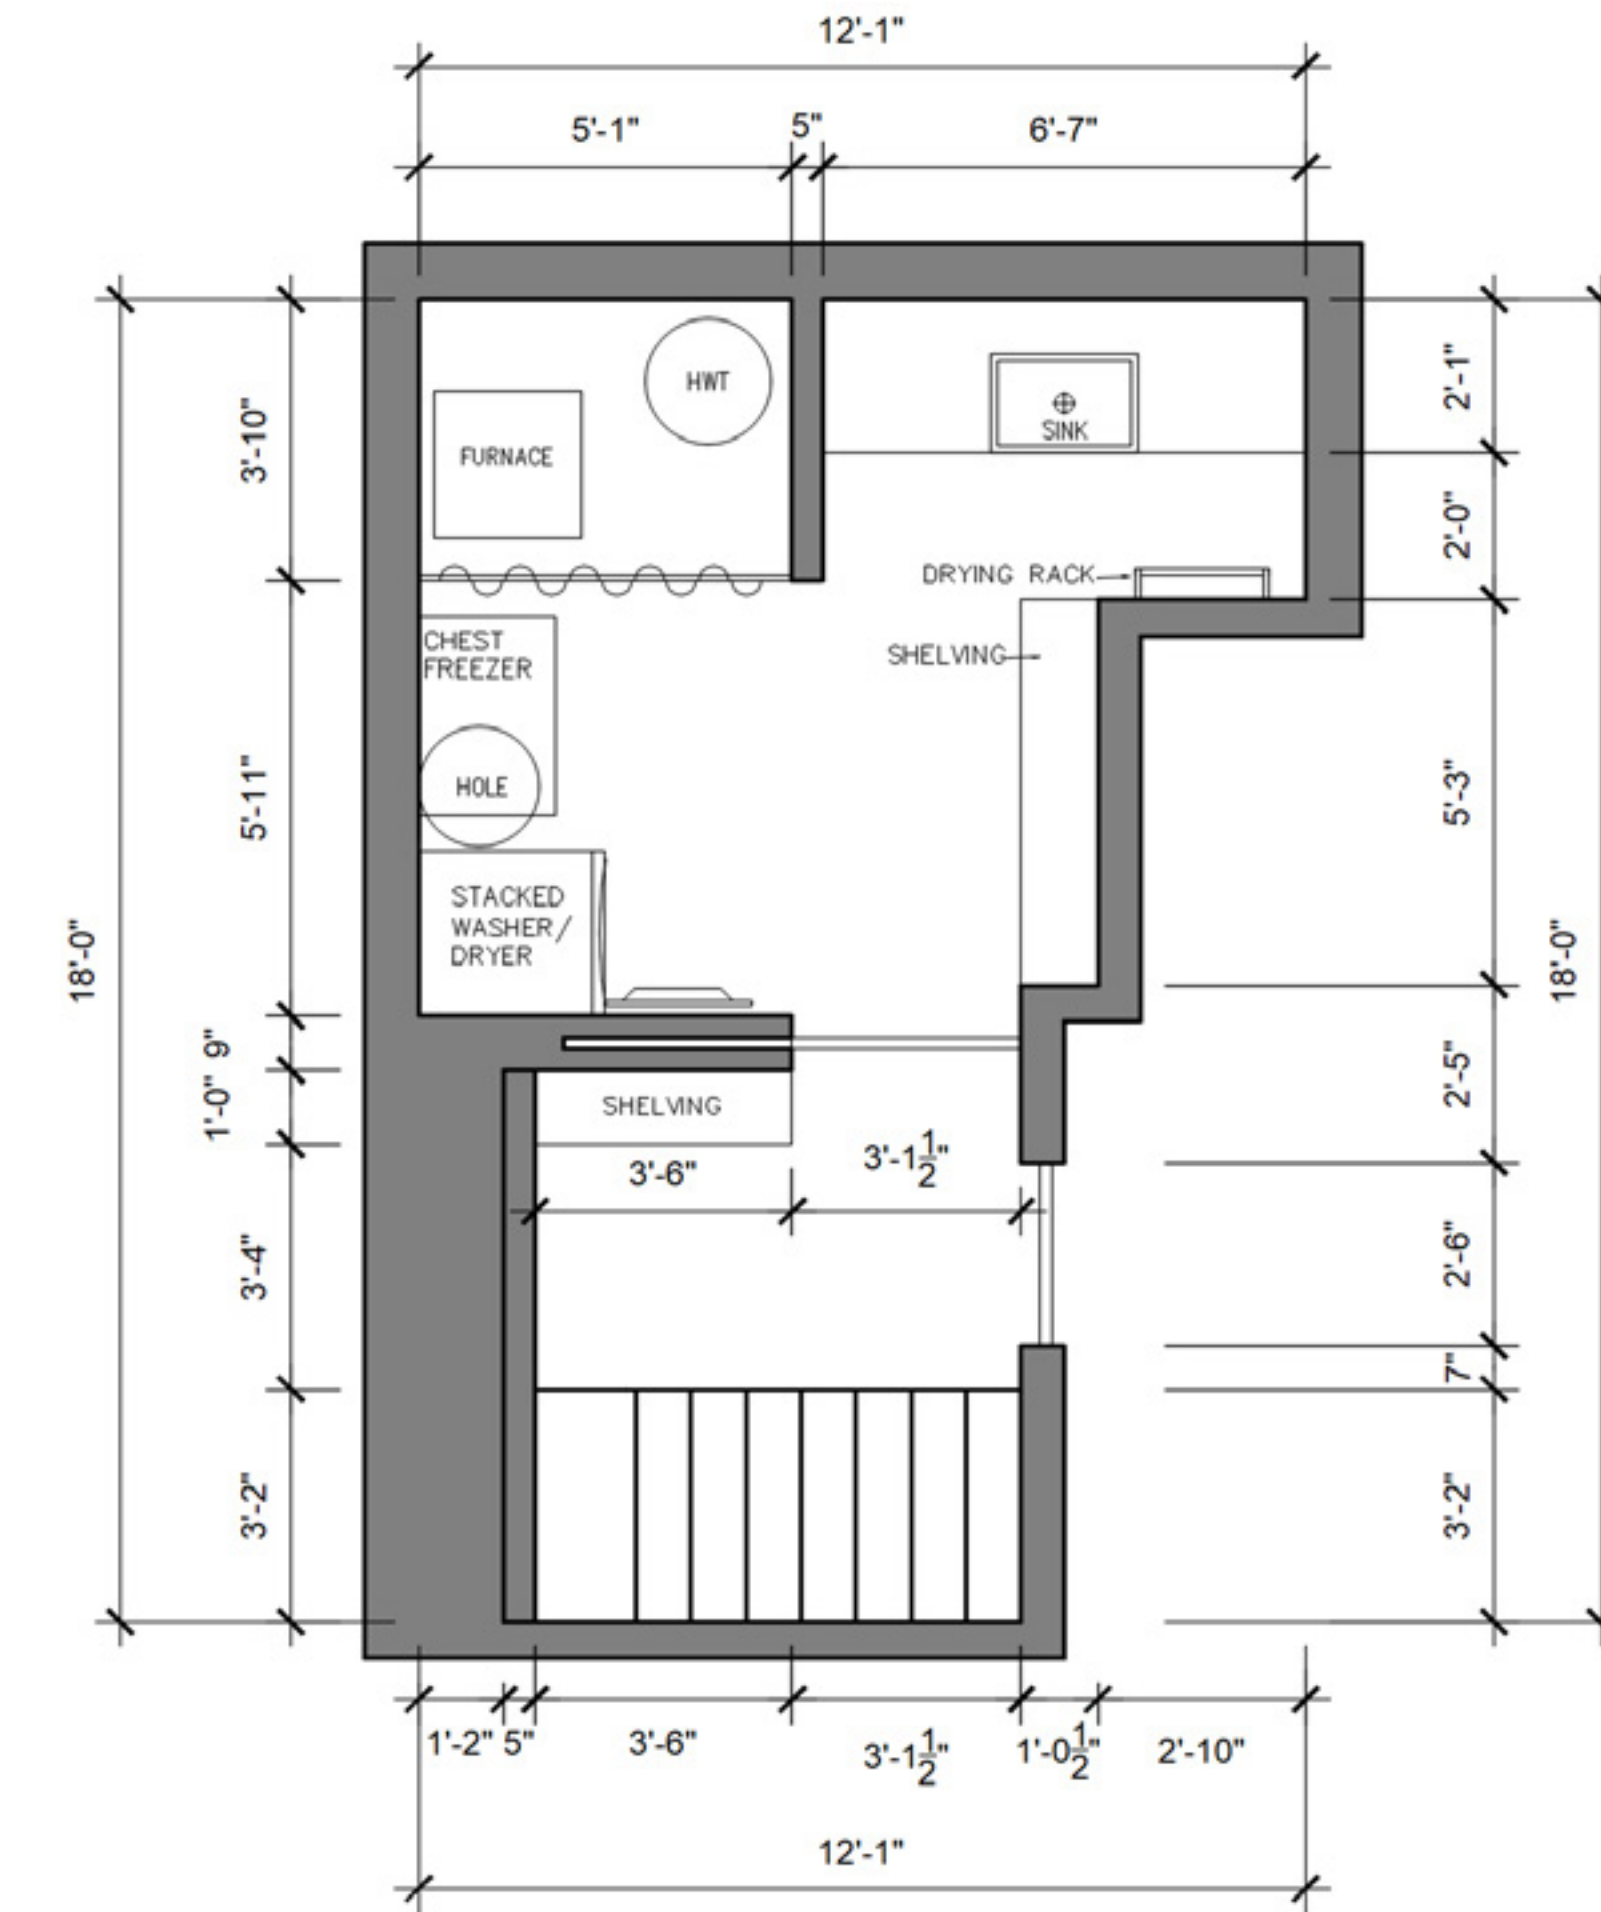 12'-1"
5'-1" 5" 6'-7"
HWT
FURNACE
SINK
2'-1"
3'-10"
2'-0"
DRYING RACK
SHELVING
CHEST
FREEZER
HOLE
5'-11"
5'-3"
STACKED
WASHER/
DRYER
18'-0"
18'-0"
9"
1'-0"
2'-5"
SHELVING
3'-6" 3'-1 1/2"
3'-4"
2'-6"
7"
3'-2"
3'-2"
1'-2" 5" 3'-6" 3'-1 1/2" 1'-0 1/2" 2'-10"
12'-1"